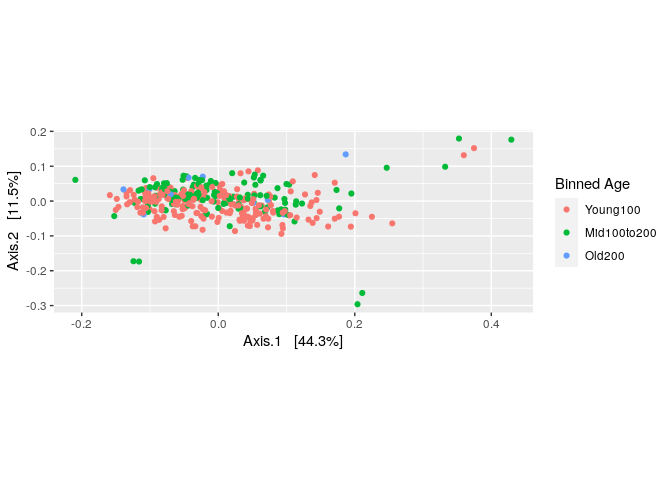 0.2
0.1
0.0
-0.1
-0.2
-0.3
Axis.2 [11.5%]
-0.2 0.0 0.2 0.4
Axis.1 [44.3%]
Binned Age
Young100
Mid100to200
Old200